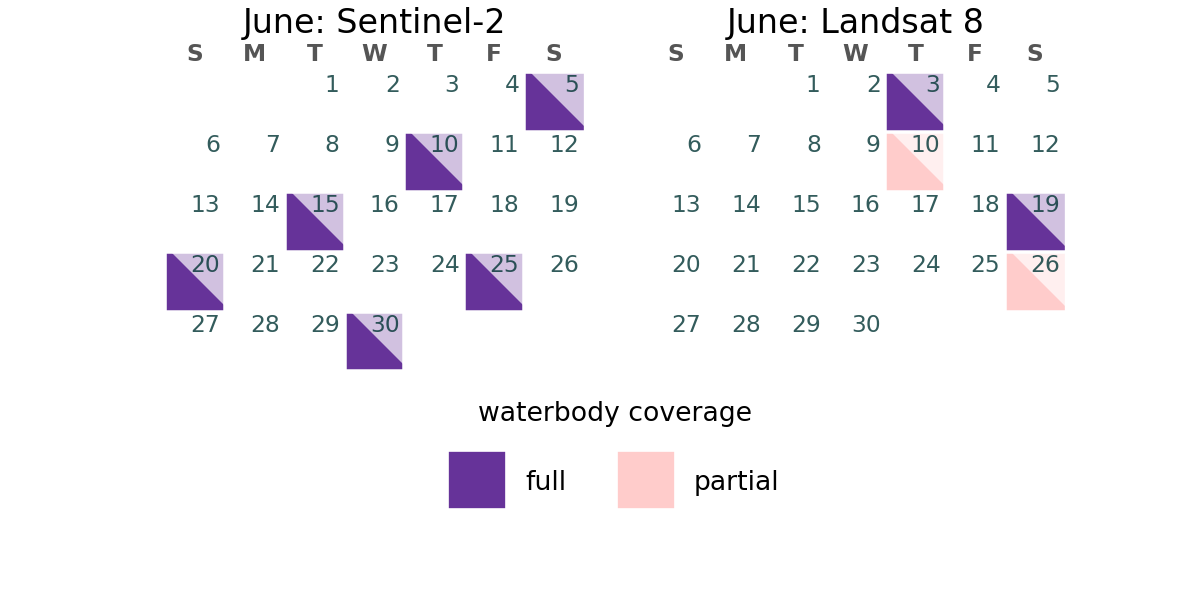 June: Sentinel-2
S M T W T F S
1 2 3 4 5
6 7 8 9 10 11 12
13 14 15 16 17 18 19
20 21 22 23 24 25 26
27 28 29 30
June: Landsat 8
S M T W T F S
1 2 3 4 5
6 7 8 9 10 11 12
13 14 15 16 17 18 19
20 21 22 23 24 25 26
27 28 29 30
waterbody coverage
full
partial